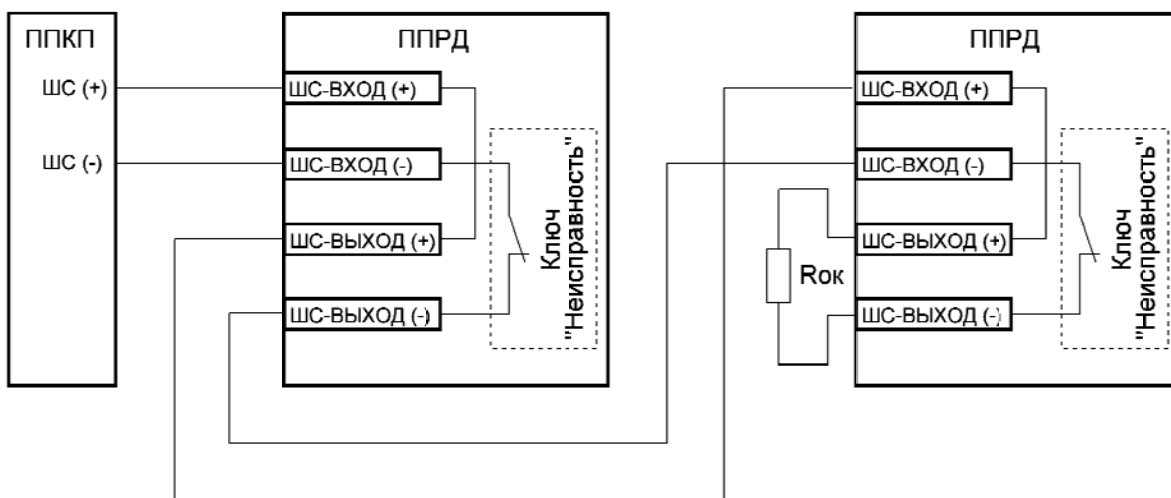 ППКП
ШС (+)
ШС (-)
ППРД
ШС-ВХОД (+)
ШС-ВХОД (-)
ШС-ВЫХОД (+)
ШС-ВЫХОД (-)
Ключ
"Неисправность"
ППРД
ШС-ВХОД (+)
ШС-ВХОД (-)
ШС-ВЫХОД (+)
ШС-ВЫХОД (-)
Rок
Ключ
"Неисправность"